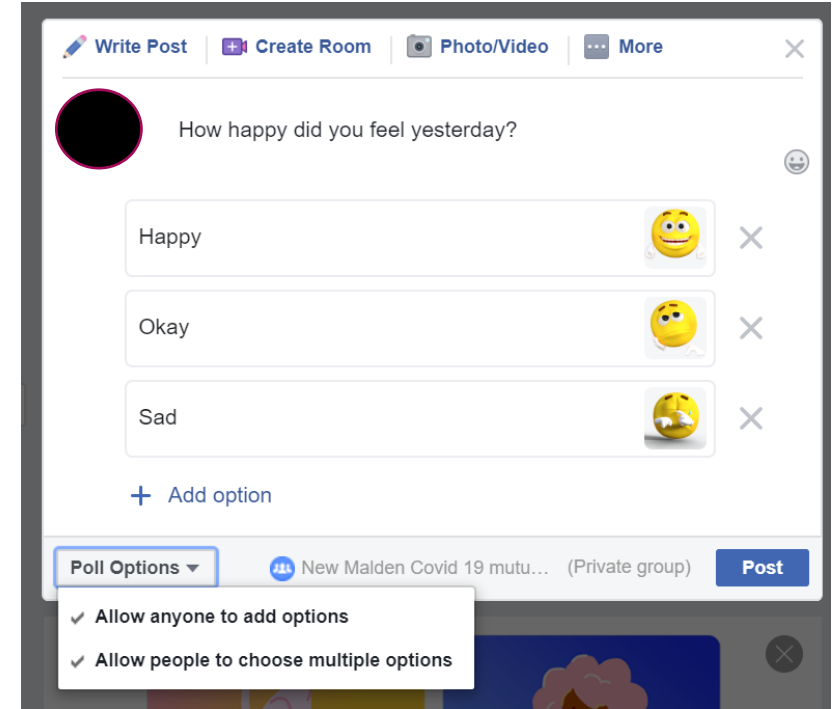 Write Post Create Room Photo/Video More
How happy did you feel yesterday?
Happy
Okay
Sad
+ Add option
Poll Options New Malden Covid 19 mutu… (Private group) Post
Allow anyone to add options
Allow people to choose multiple options